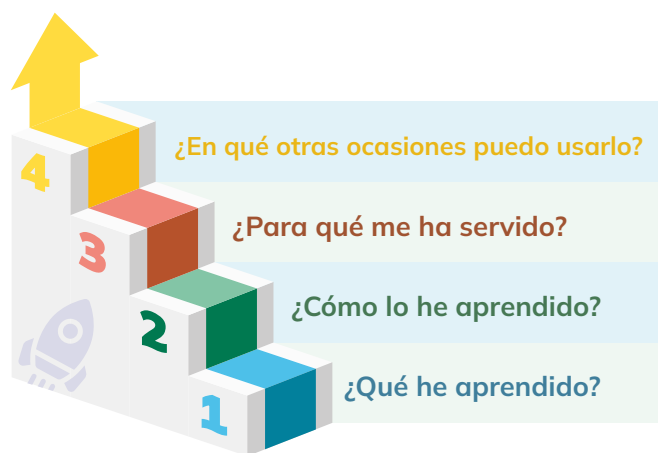 4 ¿En qué otras ocasiones puedo usarlo?
3 ¿Para qué me ha servido?
2 ¿Cómo lo he aprendido?
1 ¿Qué he aprendido?